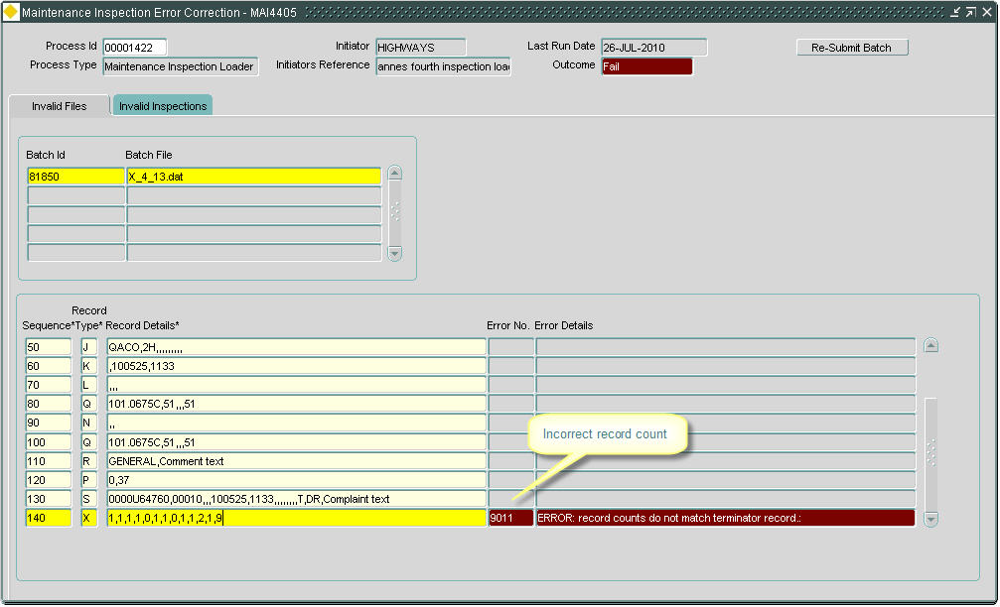 Maintenance Inspection Error Correction - MAI4405
Process Id 00001422 Initiator HIGHWAYS Last Run Date 26-JUL-2010 Re-Submit Batch
Process Type Maintenance Inspection Loader Initiators Reference annes fourth inspection loa Outcome Fail
Invalid Files Invalid Inspections
Batch Id Batch File
81850 X_4_13.dat
Record
Sequence* Type* Record Details* Error No. Error Details
50 J QACO,2H,,,,,,,,,
60 K ,100525,1133
70 L ,,,
80 Q 101.0675C,51,,,51
90 N ,,
Incorrect record count
100 Q 101.0675C,51,,,51
110 R GENERAL,Comment text
120 P 0,37
130 S 0000U64760,00010,,,100525,1133,,,,,,,,T,DR,Complaint text
140 X 1,1,1,1,0,1,1,0,1,1,2,1,9 9011 ERROR: record counts do not match terminator record.: